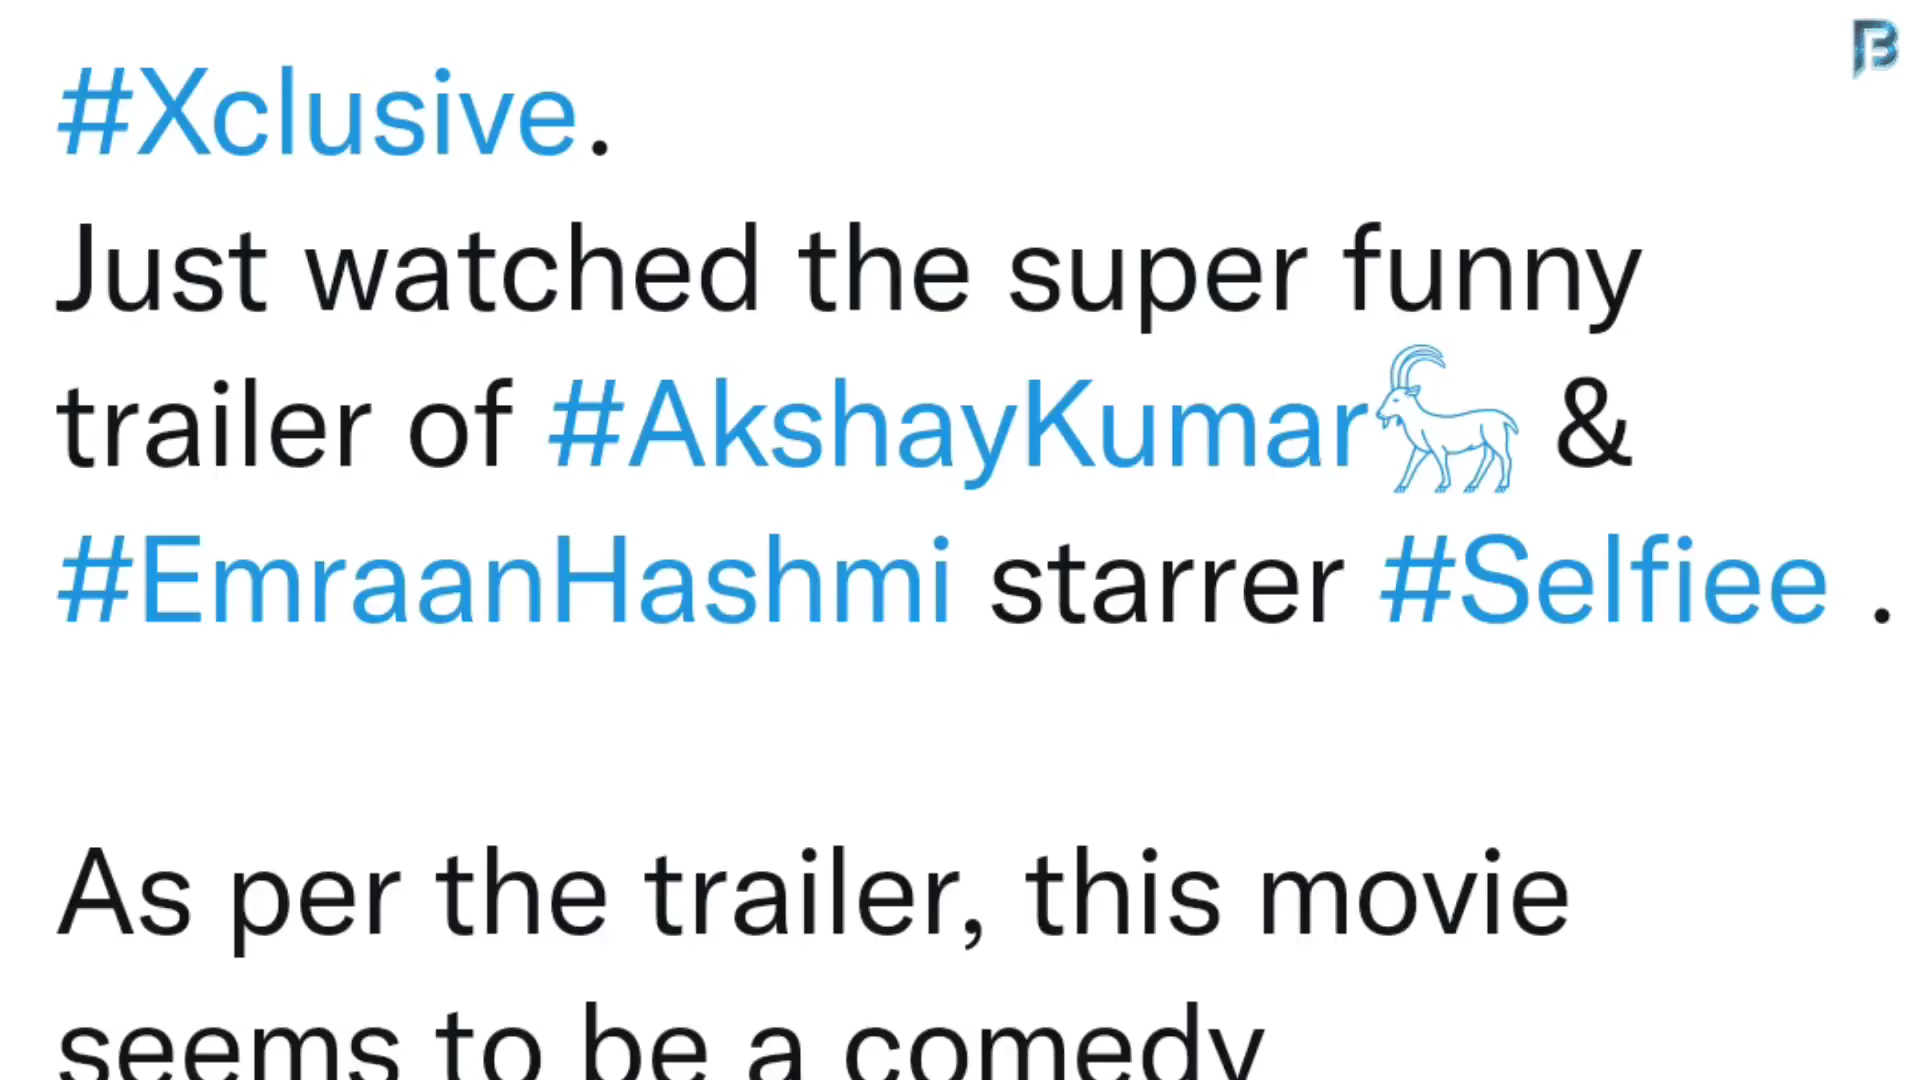 #Xclusive.
Just watched the super funny
trailer of #AkshayKumar &
#EmraanHashmi starrer #Selfiee .
As per the trailer, this movie
seems to be a comedy